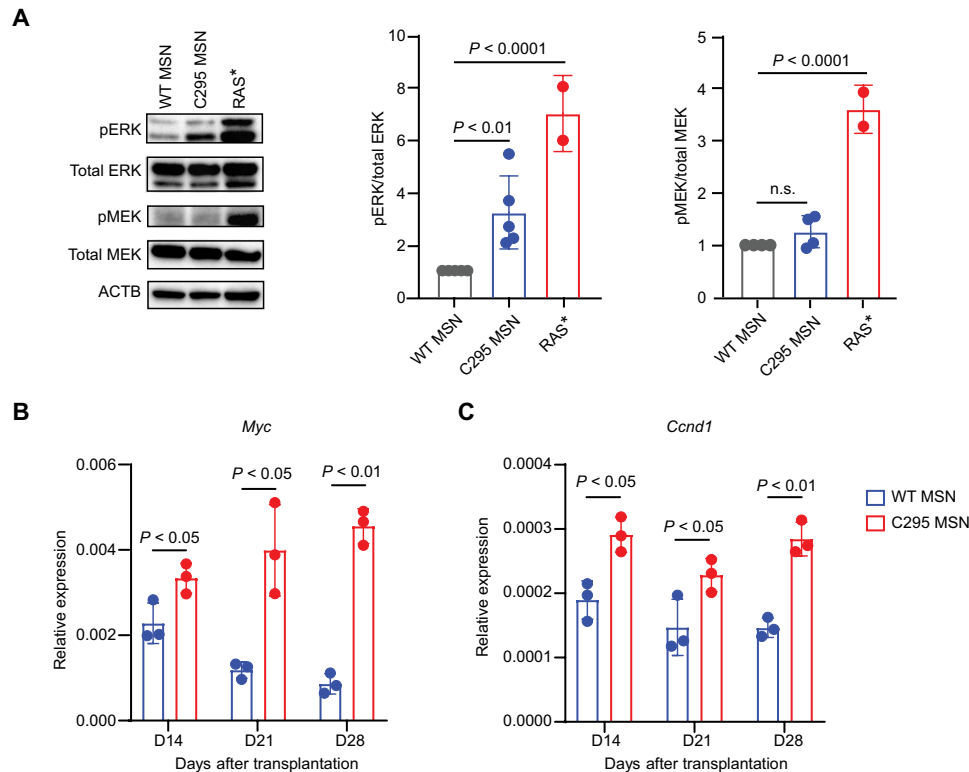 A
WT MSN
C295 MSN
RAS*
pERK
Total ERK
pMEK
Total MEK
ACTB
pERK/total ERK
10
8
6
4
2
0
P < 0.0001
P < 0.01
WT MSN
C295 MSN
RAS*
pMEK/total MEK
5
4
3
2
1
0
P < 0.0001
n.s.
WT MSN
C295 MSN
RAS*
B
Myc
Relative expression
0.006
0.004
0.002
0.000
P < 0.05
P < 0.05
P < 0.01
D14
D21
D28
Days after transplantation
C
Ccnd1
Relative expression
0.0004
0.0003
0.0002
0.0001
0.0000
P < 0.05
P < 0.05
P < 0.01
D14
D21
D28
Days after transplantation
WT MSN
C295 MSN